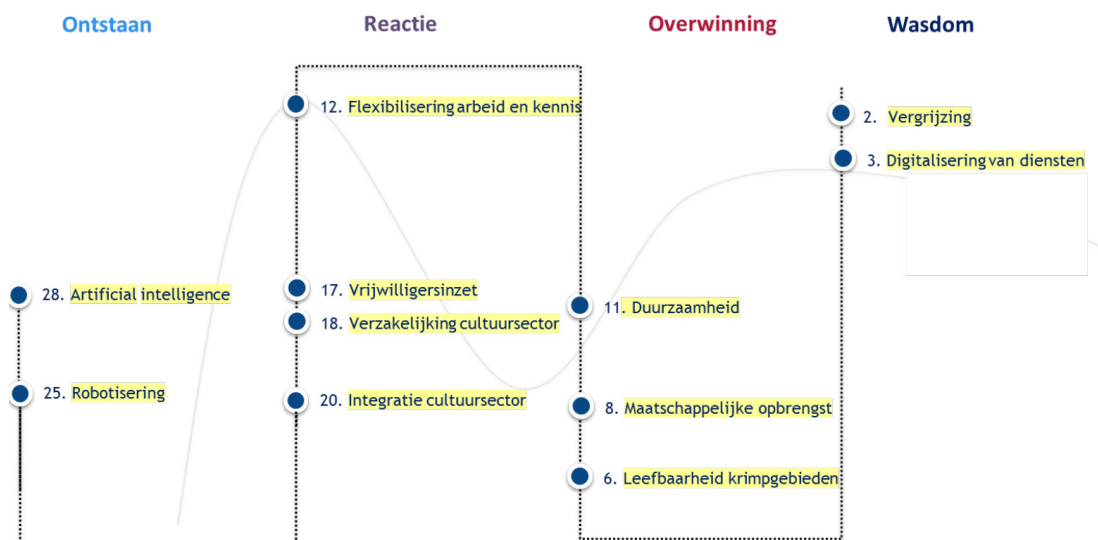 Ontstaan
Reactie
Overwinning
Wasdom
12. Flexibilisering arbeid en kennis
2. Vergrijzing
3. Digitalisering van diensten
28. Artificial intelligence
17. Vrijwilligersinzet
11. Duurzaamheid
18. Verzakelijking cultuursector
25. Robotisering
20. Integratie cultuursector
8. Maatschappelijke opbrengst
6. Leefbaarheid krimpgebieden